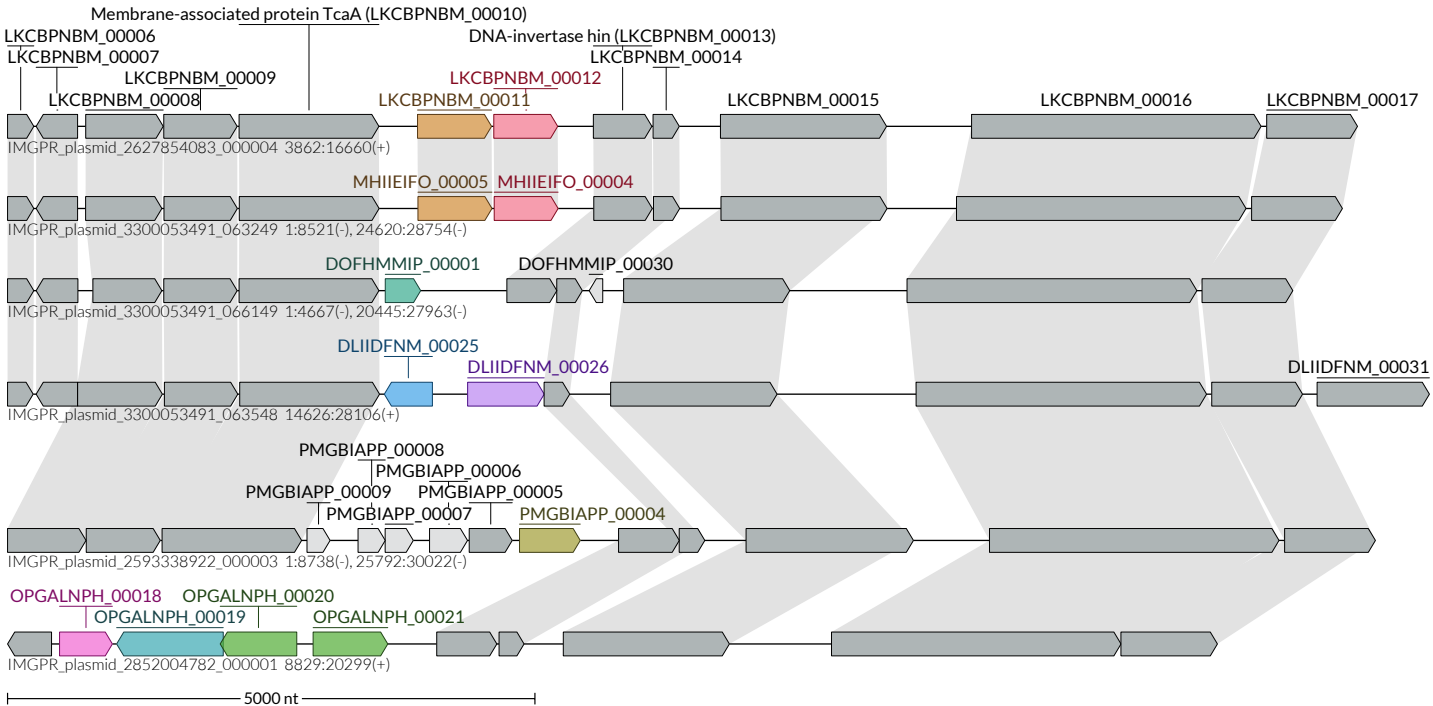 Membrane-associated protein TcaA (LKCBPNBM_00010)
LKCBPNBM_00006 DNA-invertase hin (LKCBPNBM_00013)
LKCBPNBM_00007 LKCBPNBM_00014
LKCBPNBM_00009 LKCBPNBM_00012
LKCBPNBM_00008 LKCBPNBM_00011 LKCBPNBM_00015 LKCBPNBM_00016 LKCBPNBM_00017
IMGPR_plasmid_2627854083_000004 3862:16660(+)
MHIIEIFO_00005 MHIIEIFO_00004
IMGPR_plasmid_3300053491_063249 1:8521(-), 24620:28754(-)
DOFHMMIP_00001 DOFHMMIP_00030
IMGPR_plasmid_3300053491_066149 1:4667(-), 20445:27963(-)
DLIIDFNM_00025
DLIIDFNM_00026 DLIIDFNM_00031
IMGPR_plasmid_3300053491_063548 14626:28106(+)
PMGBIAPP_00008
PMGBIAPP_00006
PMGBIAPP_00009 PMGBIAPP_00005
PMGBIAPP_00007 PMGBIAPP_00004
IMGPR_plasmid_2593338922_000003 1:8738(-), 25792:30022(-)
OPGALNPH_00018 OPGALNPH_00020
OPGALNPH_00019 OPGALNPH_00021
IMGPR_plasmid_2852004782_000001 8829:20299(+)
5000 nt